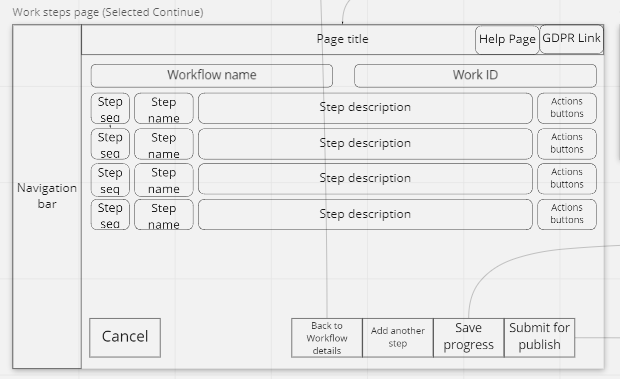 Work steps page (Selected Continue)
Page title
Help Page
GDPR Link
Navigation
bar
Workflow name
Work ID
Step
seq
Step
name
Step description
Actions
buttons
Step
seq
Step
name
Step description
Actions
buttons
Step
seq
Step
name
Step description
Actions
buttons
Step
seq
Step
name
Step description
Actions
buttons
Cancel
Back to
Workflow
details
Add another
step
Save
progress
Submit for
publish